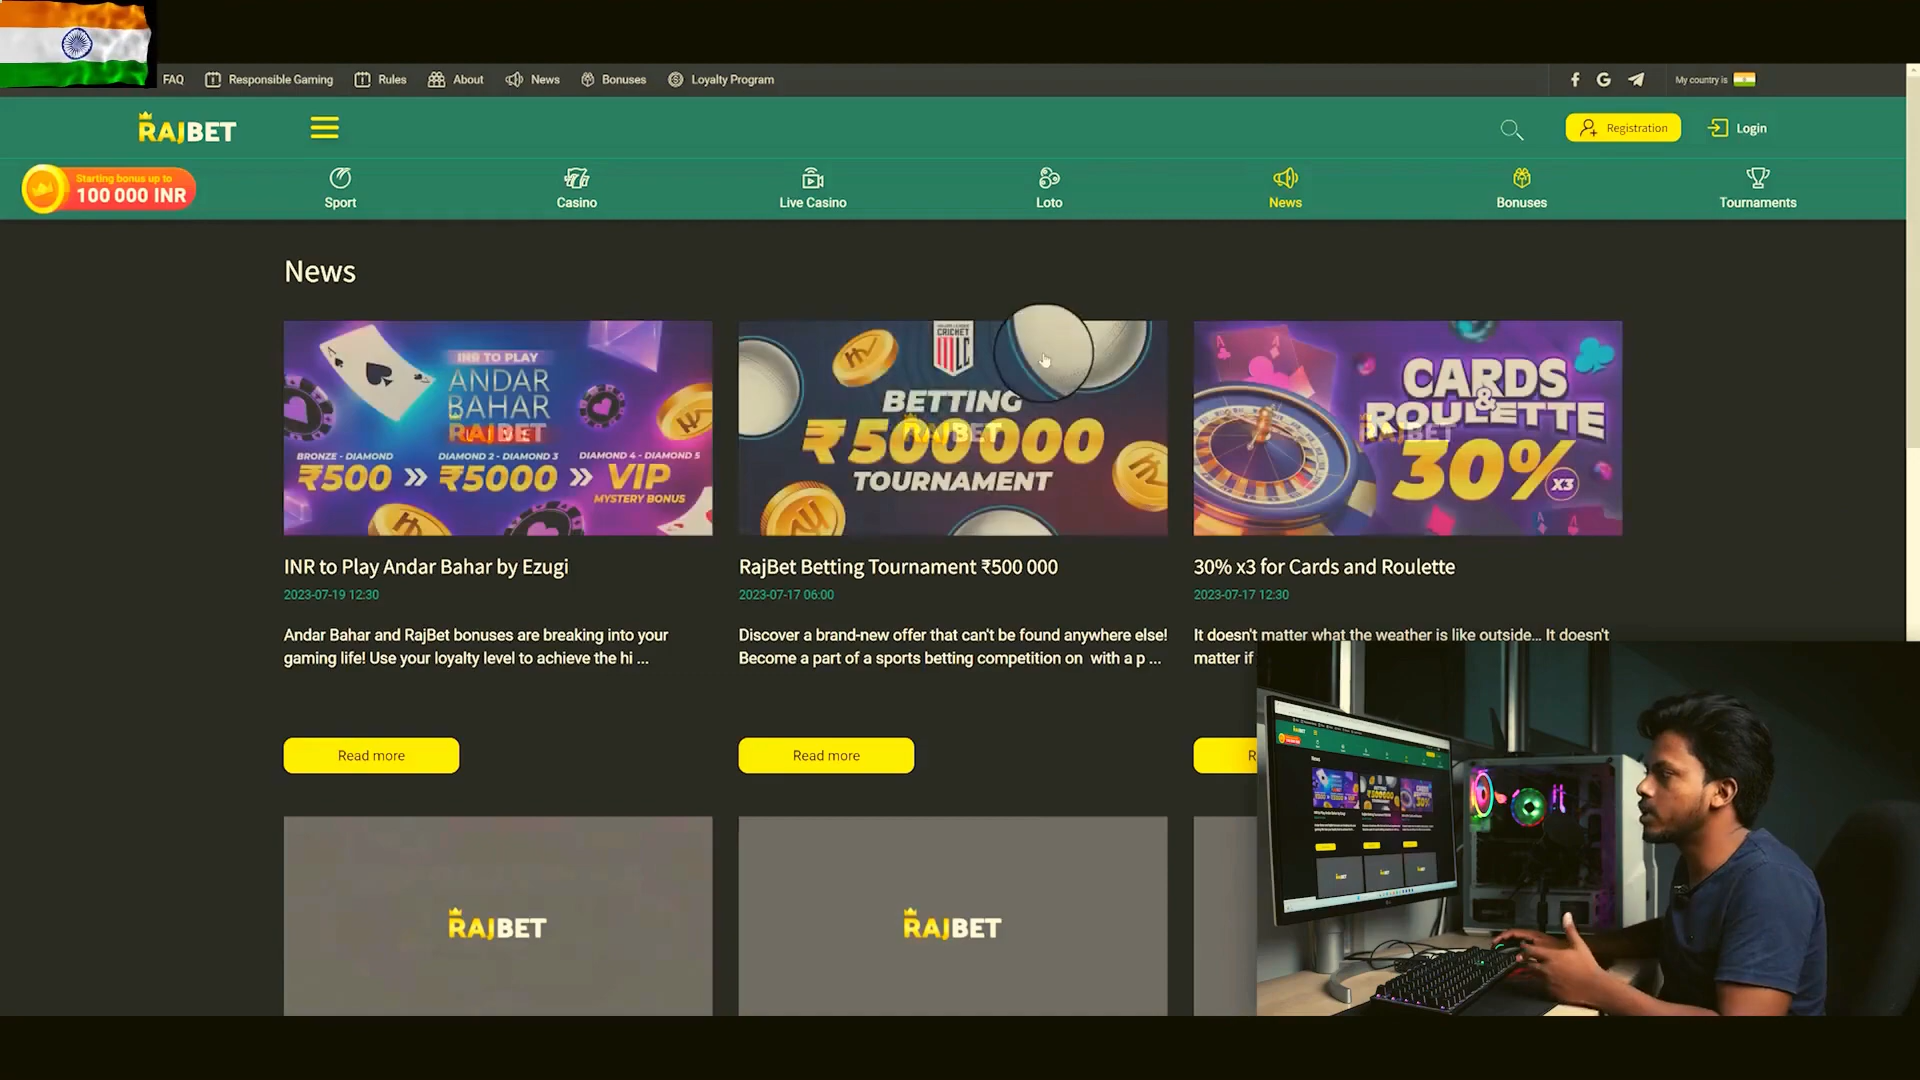 FAQ
Responsible Gaming
Rules
About
News
Bonuses
Loyalty Program
My country is
RAJBET
Registration
Login
Starting bonus up to
100 000 INR
Sport
Casino
Live Casino
Loto
News
Bonuses
Tournaments
News
INR TO PLAY
ANDAR
BAHAR
RAJBET
BRONZE - DIAMOND
₹500
DIAMOND 2 - DIAMOND 3
₹5000
DIAMOND 4 - DIAMOND 5
VIP
MYSTERY BONUS
CRICKET
BETTING
₹500000
RAJBET
TOURNAMENT
CARDS
&
ROULETTE
RAJBET
30%
X3
INR to Play Andar Bahar by Ezugi
2023-07-19 12:30
Andar Bahar and RajBet bonuses are breaking into your
gaming life! Use your loyalty level to achieve the hi ...
Read more
RajBet Betting Tournament ₹500 000
2023-07-17 06:00
Discover a brand-new offer that can't be found anywhere else!
Become a part of a sports betting competition on with a p ...
Read more
30% x3 for Cards and Roulette
2023-07-17 12:30
It doesn't matter what the weather is like outside... It doesn't
matter if
RAJBET
RAJBET